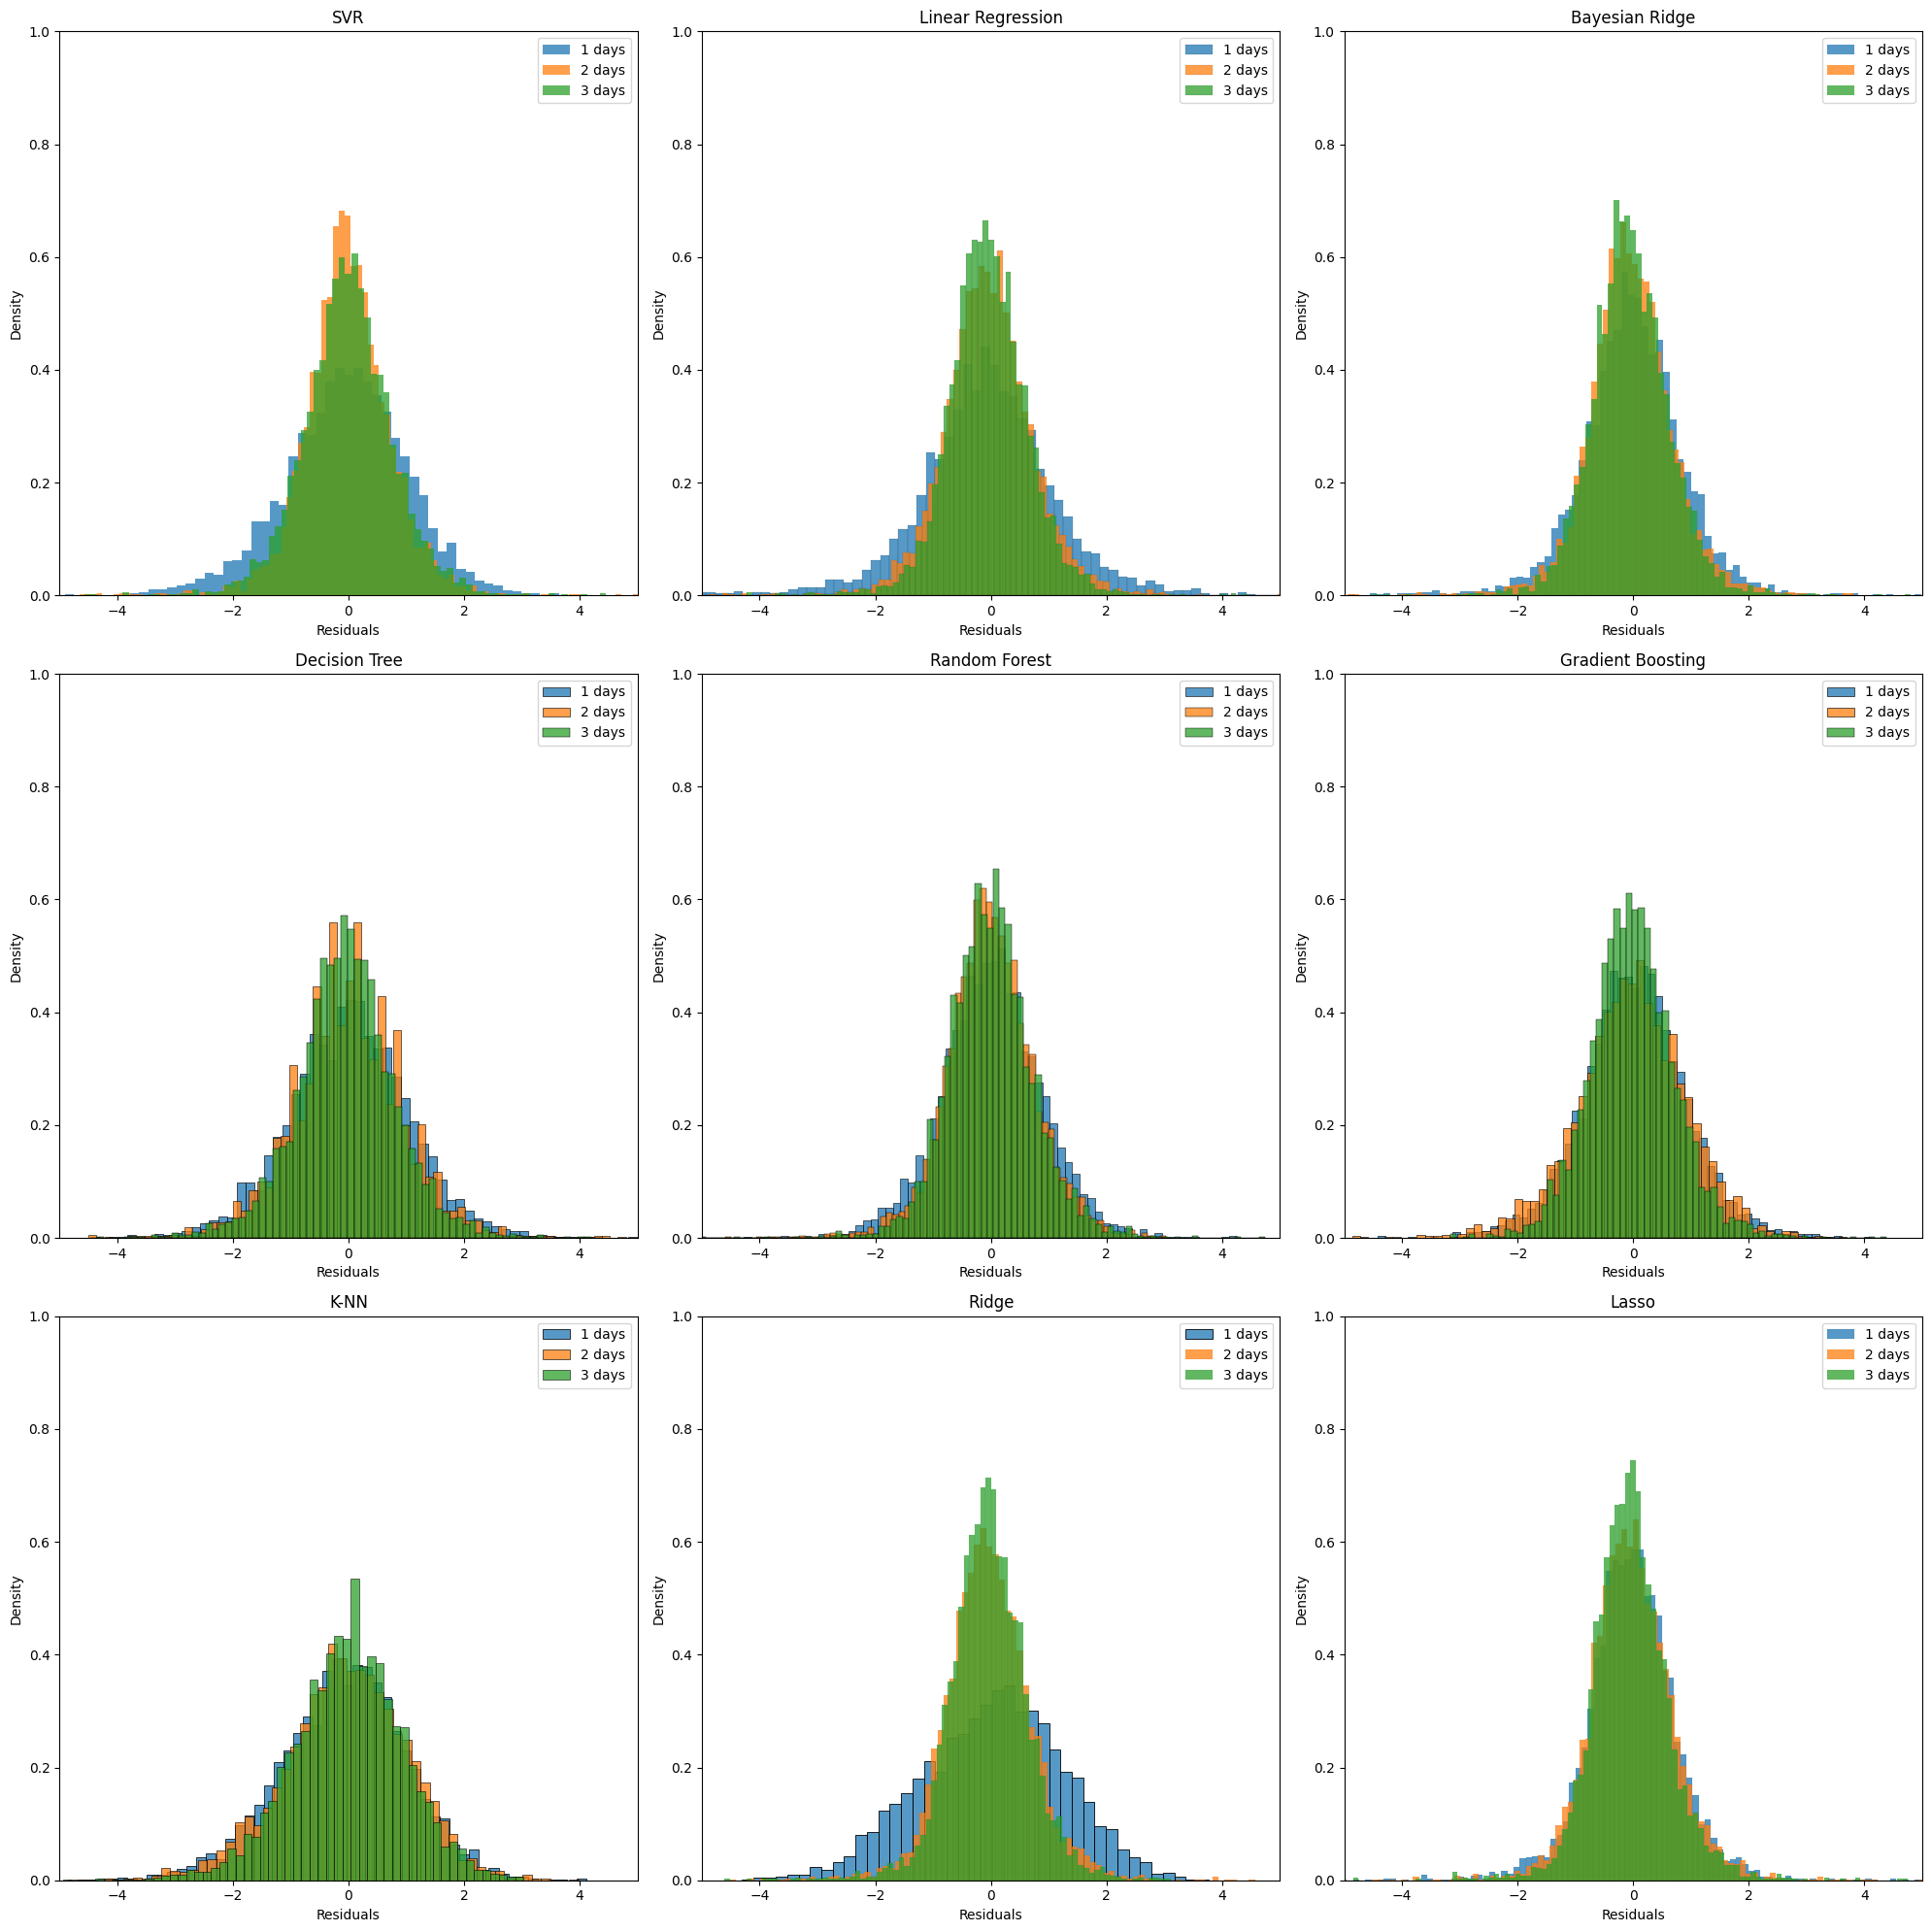 SVR
1 days
2 days
3 days
1.0
0.8
0.6
0.4
0.2
0.0
Density
−4 −2 0 2 4
Residuals
Linear Regression
1 days
2 days
3 days
1.0
0.8
0.6
0.4
0.2
0.0
Density
−4 −2 0 2 4
Residuals
Bayesian Ridge
1 days
2 days
3 days
1.0
0.8
0.6
0.4
0.2
0.0
Density
−4 −2 0 2 4
Residuals
Decision Tree
1 days
2 days
3 days
1.0
0.8
0.6
0.4
0.2
0.0
Density
−4 −2 0 2 4
Residuals
Random Forest
1 days
2 days
3 days
1.0
0.8
0.6
0.4
0.2
0.0
Density
−4 −2 0 2 4
Residuals
Gradient Boosting
1 days
2 days
3 days
1.0
0.8
0.6
0.4
0.2
0.0
Density
−4 −2 0 2 4
Residuals
K-NN
1 days
2 days
3 days
1.0
0.8
0.6
0.4
0.2
0.0
Density
−4 −2 0 2 4
Residuals
Ridge
1 days
2 days
3 days
1.0
0.8
0.6
0.4
0.2
0.0
Density
−4 −2 0 2 4
Residuals
Lasso
1 days
2 days
3 days
1.0
0.8
0.6
0.4
0.2
0.0
Density
−4 −2 0 2 4
Residuals